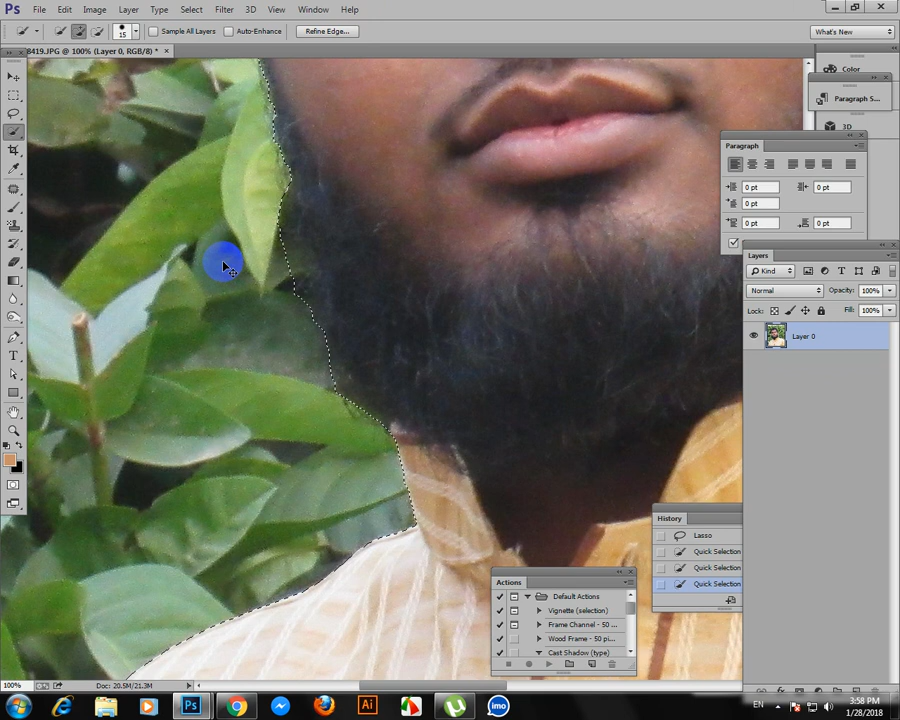 Ps File Edit Image Layer Type Select Filter 3D View Window Help
15 Sample All Layers Auto-Enhance Refine Edge... What's New
8419.JPG @ 100% (Layer 0, RGB/8) * ×
Color
Paragraph S...
3D
Paragraph
0 pt 0 pt
0 pt
0 pt 0 pt
Layers
Kind
Normal Opacity: 100%
Lock: Fill: 100%
Layer 0
History
Lasso
Quick Selection
Quick Selection
Quick Selection
Actions
Default Actions
Vignette (selection)
Frame Channel - 50 ...
Wood Frame - 50 pi...
Cast Shadow (type)
100% Doc: 20.5M/21.3M
Ps Ai imo EN 3:58 PM
1/28/2018